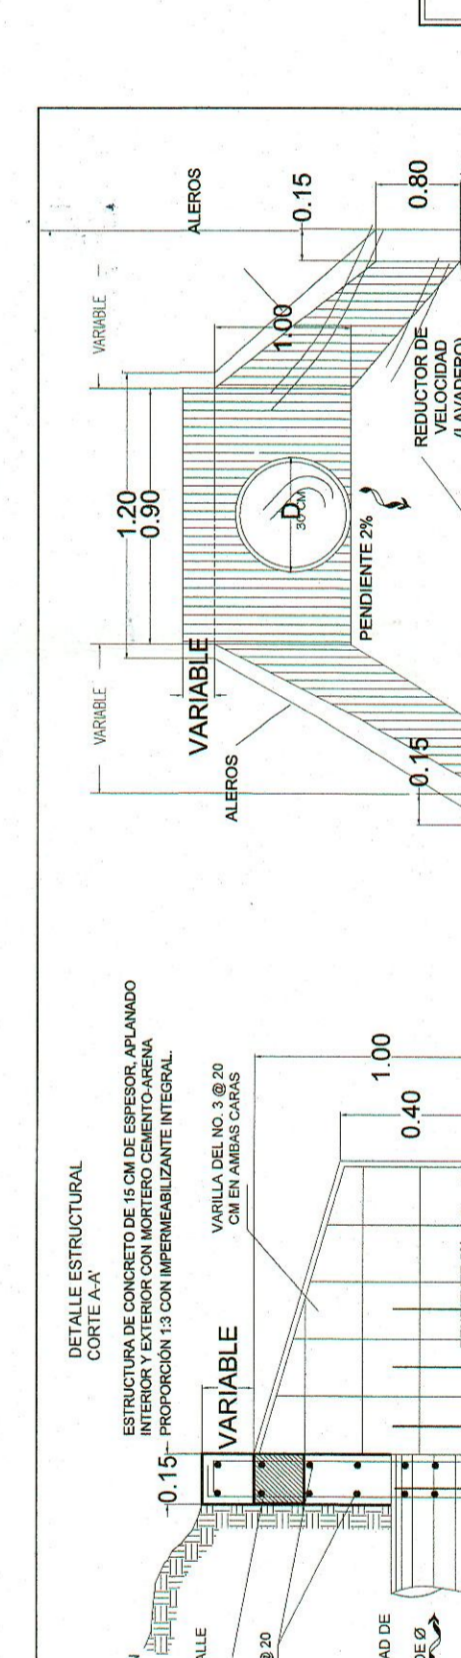 DETALLE ESTRUCTURAL
CORTE A-A'
ESTRUCTURA DE CONCRETO DE 15 CM DE ESPESOR, APLANADO
INTERIOR Y EXTERIOR CON MORTERO CEMENTO-ARENA
PROPORCIÓN 1:3 CON IMPERMEABILIZANTE INTEGRAL.
0.15
VARIABLE
VARILLA DEL NO. 3 @20
CM EN AMBAS CARAS
1.00
0.40
ALLE
@ 20
AD DE
DE Ø
VARIABLE
VARIABLE
1.20
0.90
VARIABLE
ALEROS
ALEROS
0.15
0.15
0.80
1.00
D
30 CM
PENDIENTE 2%
REDUCTOR DE
VELOCIDAD
(LAVADERO)